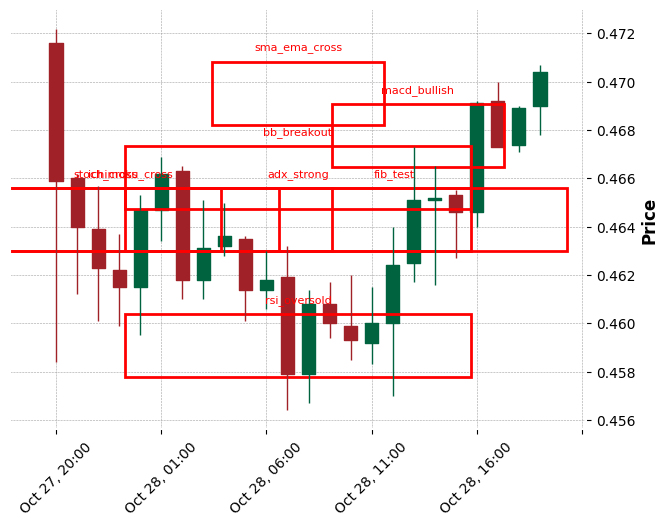 sma_ema_cross
macd_bullish
bb_breakout
stoch_cross
ichimoku_cross
adx_strong
fib_test
rsi_oversold
0.472
0.470
0.468
0.466
0.464
0.462
0.460
0.458
0.456
Price
Oct 27, 20:00
Oct 28, 01:00
Oct 28, 06:00
Oct 28, 11:00
Oct 28, 16:00